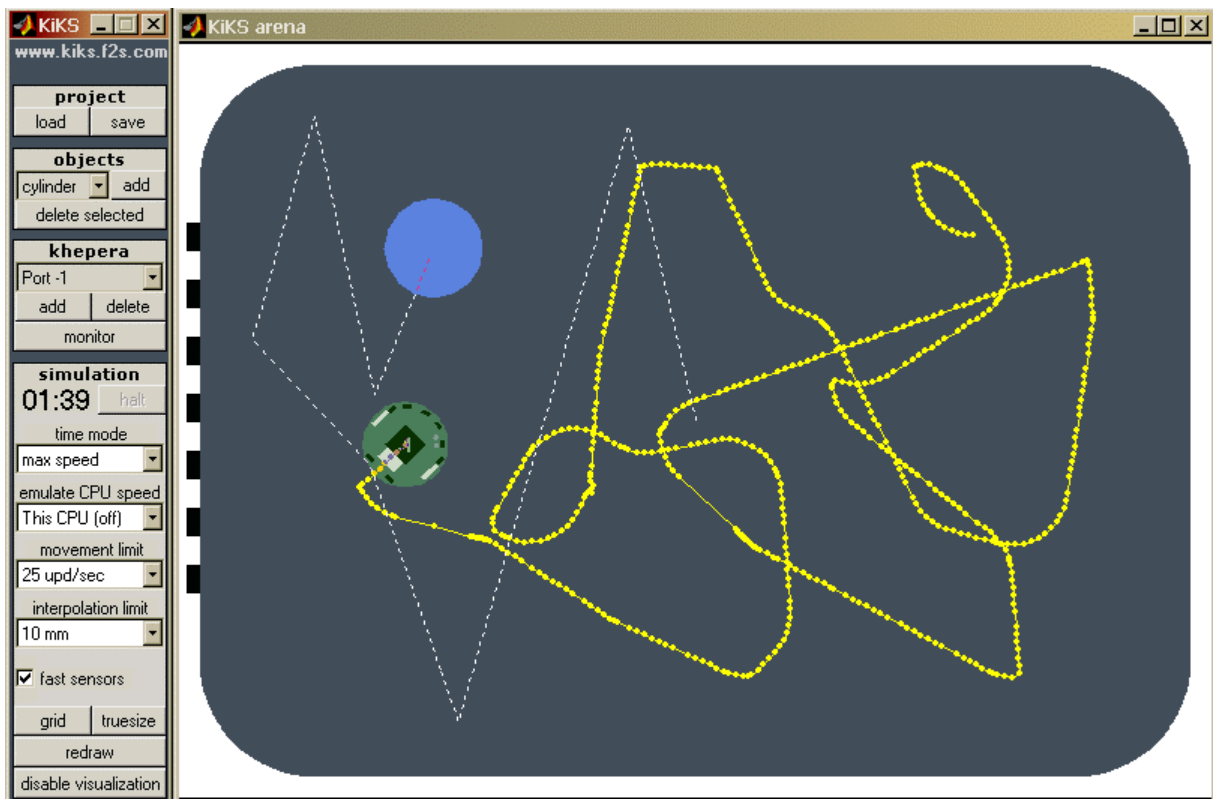 KiKS
KiKS arena
www.kiks.f2s.com
project
load save
objects
cylinder add
delete selected
khepera
Port -1
add delete
monitor
simulation
01:39 halt
time mode
max speed
emulate CPU speed
This CPU (off)
movement limit
25 upd/sec
interpolation limit
10 mm
fast sensors
grid truesize
redraw
disable visualization